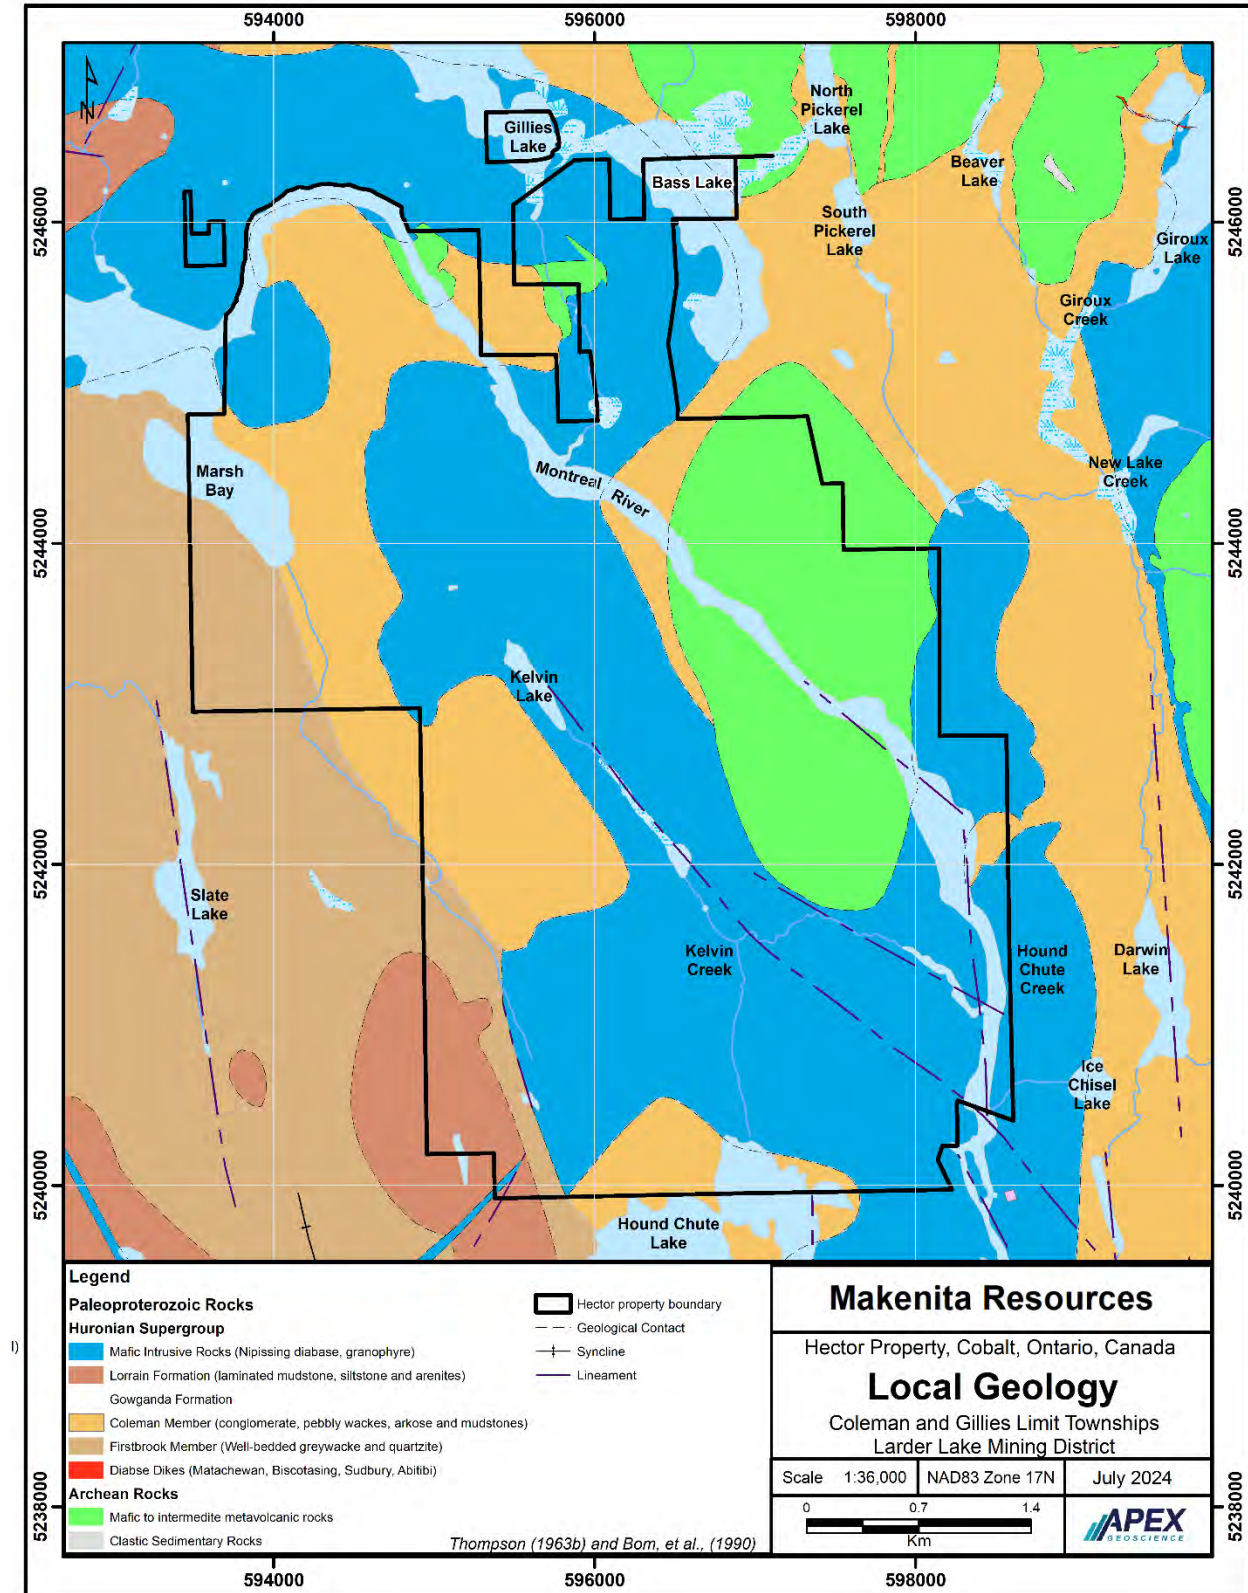 594000
596000
598000
N
5246000
5244000
5242000
5240000
5238000
5246000
5244000
5242000
5240000
5238000
Gillies
Lake
North
Pickerel
Lake
Bass Lake
Beaver
Lake
South
Pickerel
Lake
Giroux
Lake
Giroux
Creek
Marsh
Bay
Montreal River
New Lake
Creek
Kelvin
Lake
Slate
Lake
Kelvin
Creek
Hound
Chute
Creek
Darwin
Lake
Ice
Chisel
Lake
Hound Chute
Lake
l)
Legend
Paleoproterozoic Rocks
Huronian Supergroup
Mafic Intrusive Rocks (Nipissing diabase, granophyre)
Lorrain Formation (laminated mudstone, siltstone and arenites)
Gowganda Formation
Coleman Member (conglomerate, pebbly wackes, arkose and mudstones)
Firstbrook Member (Well-bedded greywacke and quartzite)
Diabse Dikes (Matachewan, Biscotasing, Sudbury, Abitibi)
Archean Rocks
Mafic to intermedite metavolcanic rocks
Clastic Sedimentary Rocks
Hector property boundary
Geological Contact
Syncline
Lineament
Thompson (1963b) and Born, et al., (1990)
Makenita Resources
Hector Property, Cobalt, Ontario, Canada
Local Geology
Coleman and Gillies Limit Townships
Larder Lake Mining District
Scale 1:36,000
NAD83 Zone 17N
July 2024
0 0.7 1.4
Km
APEX
GEOSCIENCE
594000
596000
598000